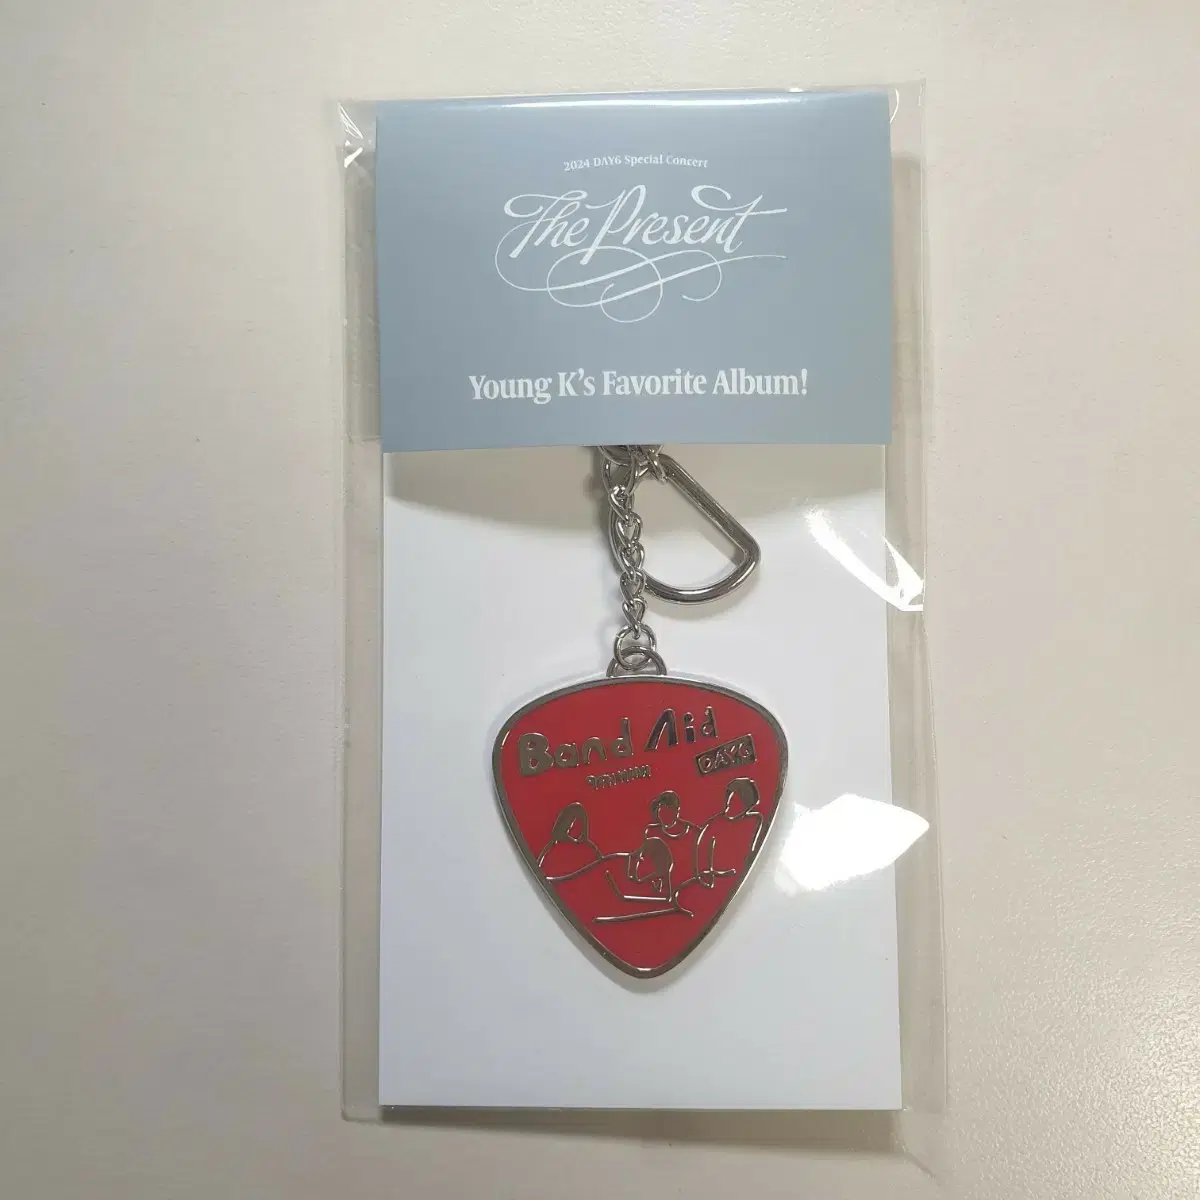 2024 DAY6 Special Concert
The Present
Young K's Favorite Album!
Band Aid
DAY6